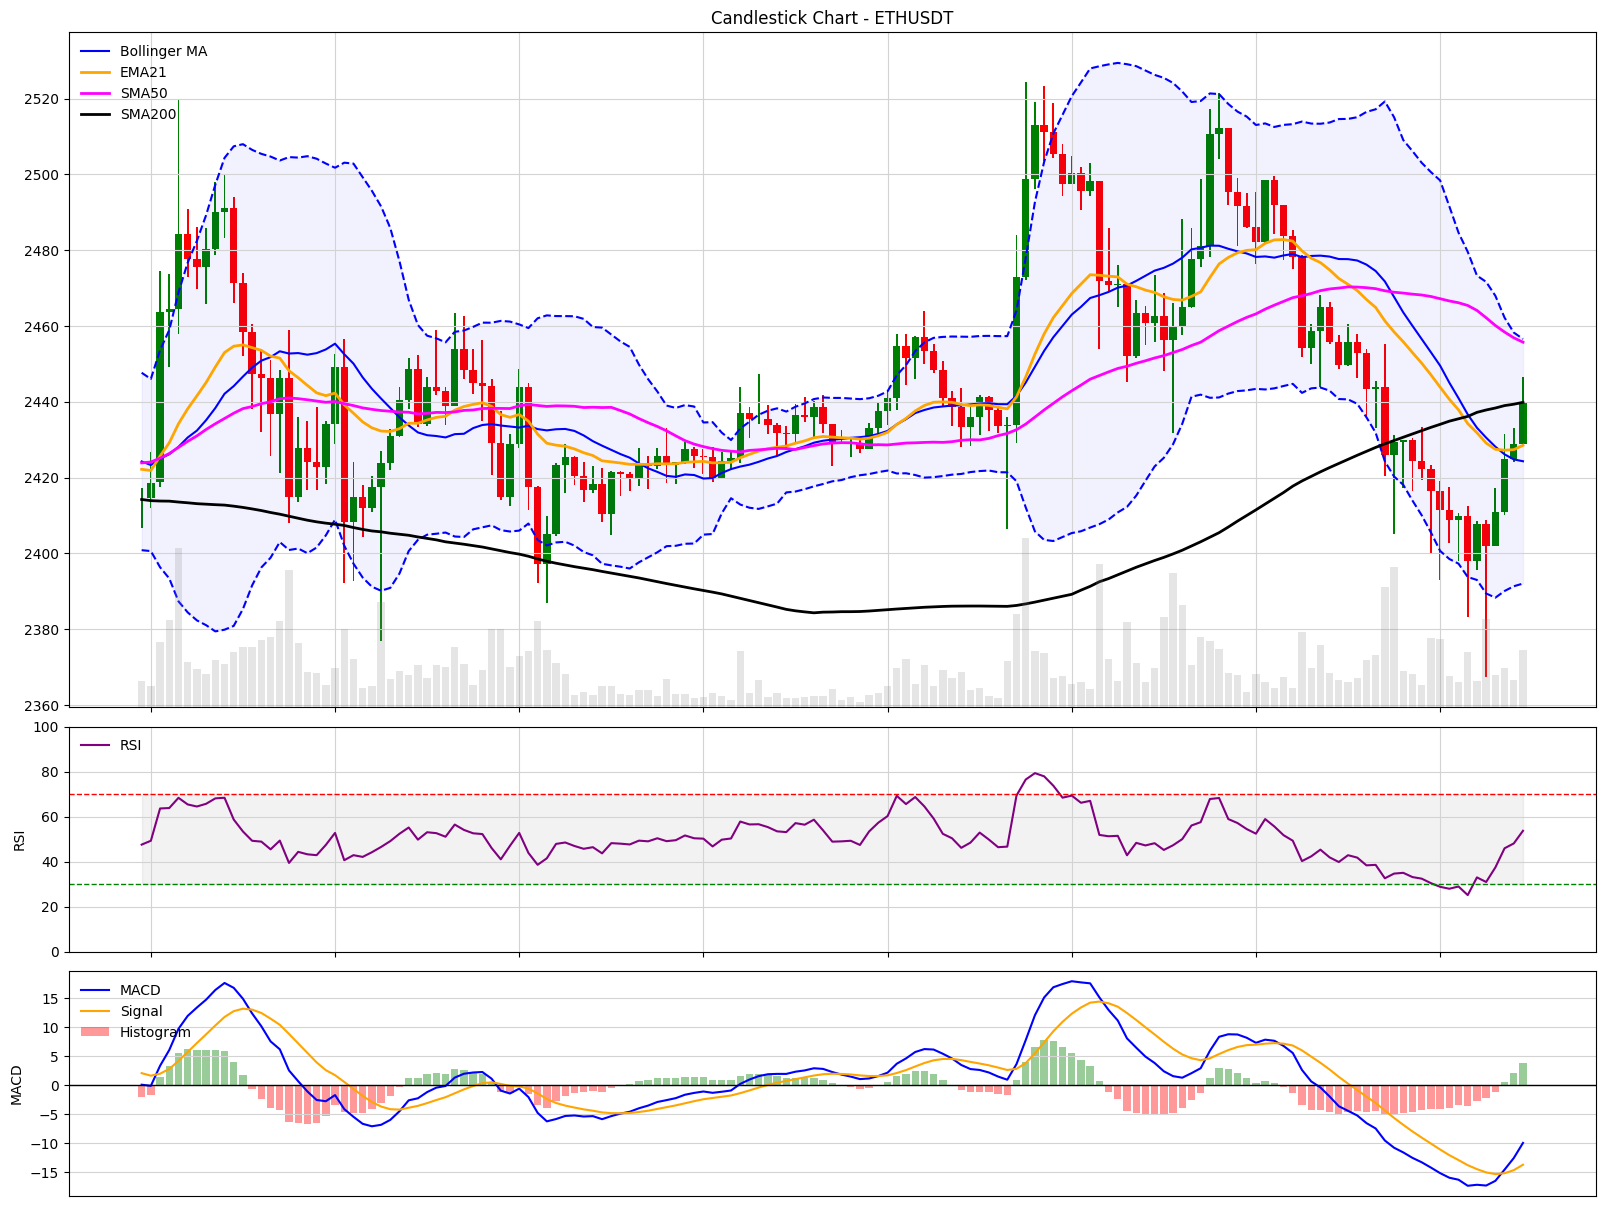 Candlestick Chart - ETHUSDT
Bollinger MA
EMA21
SMA50
SMA200
2520
2500
2480
2460
2440
2420
2400
2380
2360
RSI
100
80
60
40
20
0
RSI
MACD
Signal
Histogram
15
10
5
0
−5
−10
−15
MACD